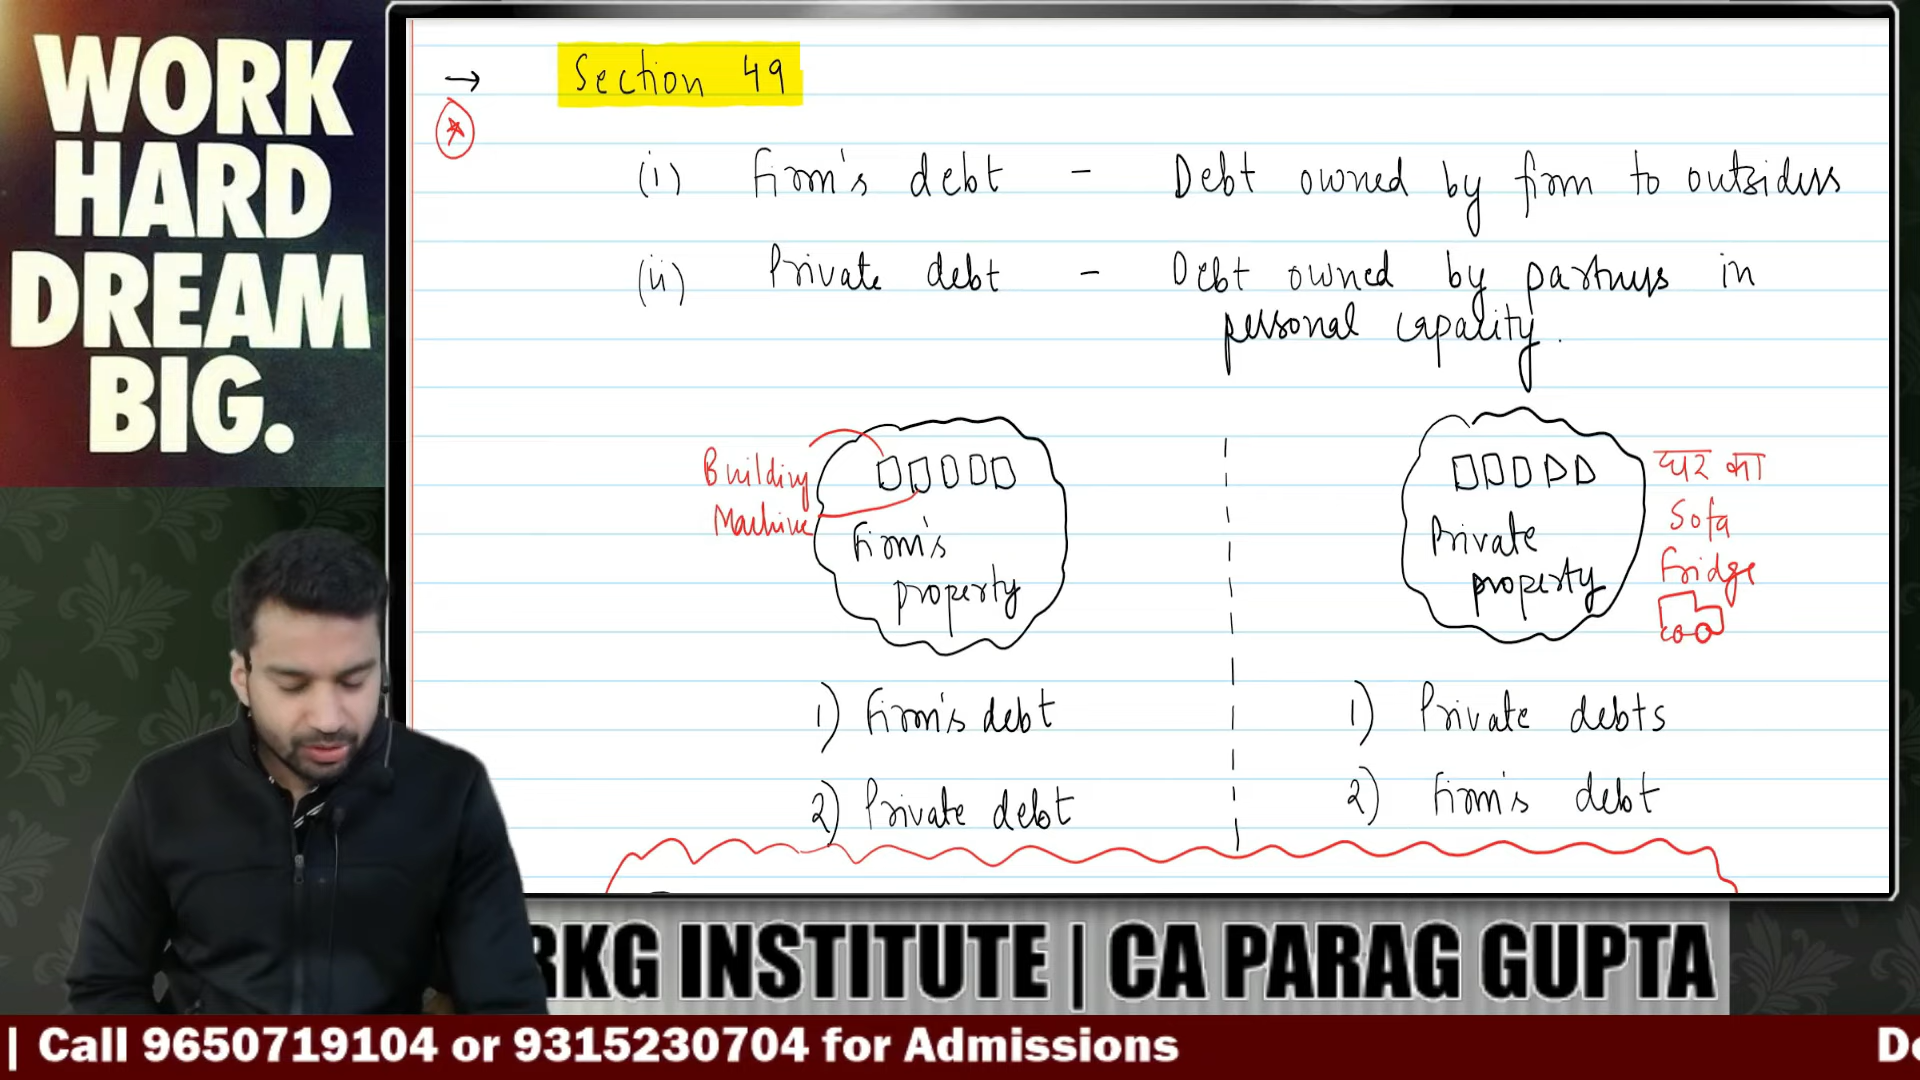 WORK
HARD
DREAM
BIG.
→ Section 49
(i) Firm's debt - Debt owned by firm to outsiders
(ii) Private debt - Debt owned by partners in
personal capality.
Building
Machine
Firm's
property
Private
property
घर का
Sofa
Fridge
1) Firm's debt
2) Private debt
1) Private debts
2) Firm's debt
RKG INSTITUTE | CA PARAG GUPTA
| Call 9650719104 or 9315230704 for Admissions